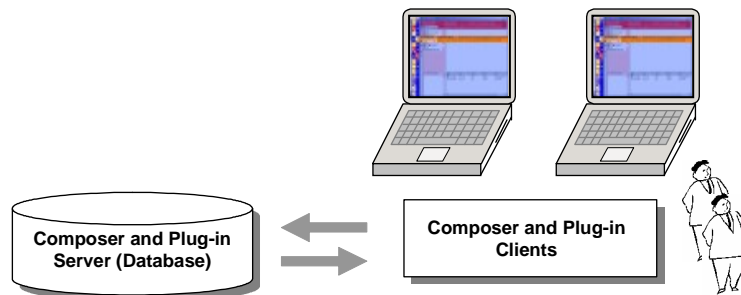 Composer and Plug-in
Server (Database)
Composer and Plug-in
Clients